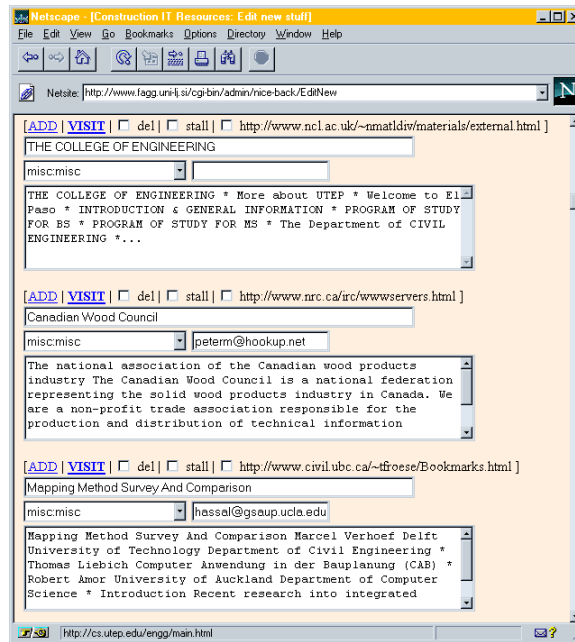 Netscape - [Construction IT Resources: Edit new stuff]
File Edit View Go Bookmarks Options Directory Window Help
Netsite: http://www.fagg.uni-lj.si/cgi-bin/admin/nice-back/EditNew
N
[ADD | VISIT | del | stall | http://www.ncl.ac.uk/~nmatldiv/materials/external.html ]
THE COLLEGE OF ENGINEERING
misc:misc
THE COLLEGE OF ENGINEERING * More about UTEP * Welcome to El
Paso * INTRODUCTION & GENERAL INFORMATION * PROGRAM OF STUDY
FOR BS * PROGRAM OF STUDY FOR MS * The Department of CIVIL
ENGINEERING *...
[ADD | VISIT | del | stall | http://www.nrc.ca/irc/wwwservers.html ]
Canadian Wood Council
misc:misc peterm@hookup.net
The national association of the Canadian wood products
industry The Canadian Wood Council is a national federation
representing the solid wood products industry in Canada. We
are a non-profit trade association responsible for the
production and distribution of technical information
[ADD | VISIT | del | stall | http://www.civil.ubc.ca/~tfroese/Bookmarks.html ]
Mapping Method Survey And Comparison
misc:misc hassal@gsaup.ucla.edu
Mapping Method Survey And Comparison Marcel Verhoef Delft
University of Technology Department of Civil Engineering *
Thomas Liebich Computer Anwendung in der Bauplanung (CAB) *
Robert Amor University of Auckland Department of Computer
Science * Introduction Recent research into integrated
http://cs.utep.edu/engg/main.html